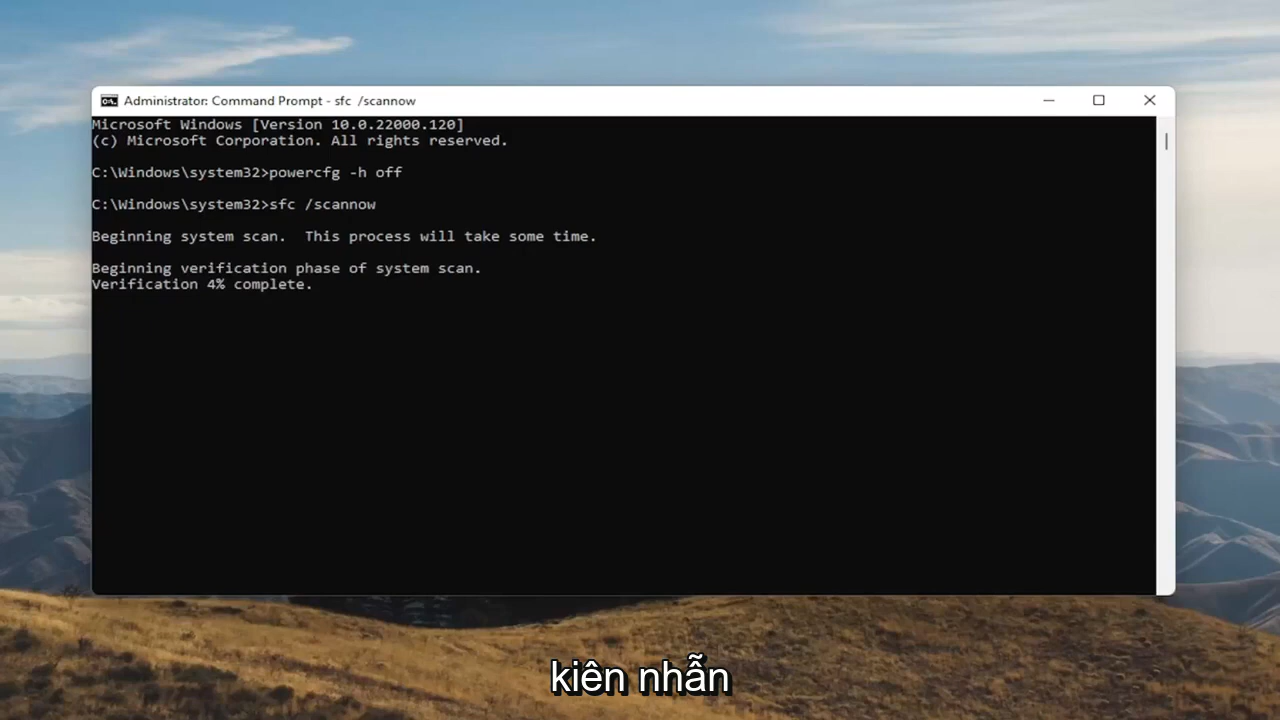 Administrator: Command Prompt - sfc /scannow
Microsoft Windows [Version 10.0.22000.120]
(c) Microsoft Corporation. All rights reserved.
C:\Windows\system32>powercfg -h off
C:\Windows\system32>sfc /scannow
Beginning system scan.  This process will take some time.
Beginning verification phase of system scan.
Verification 4% complete.
kiên nhẫn